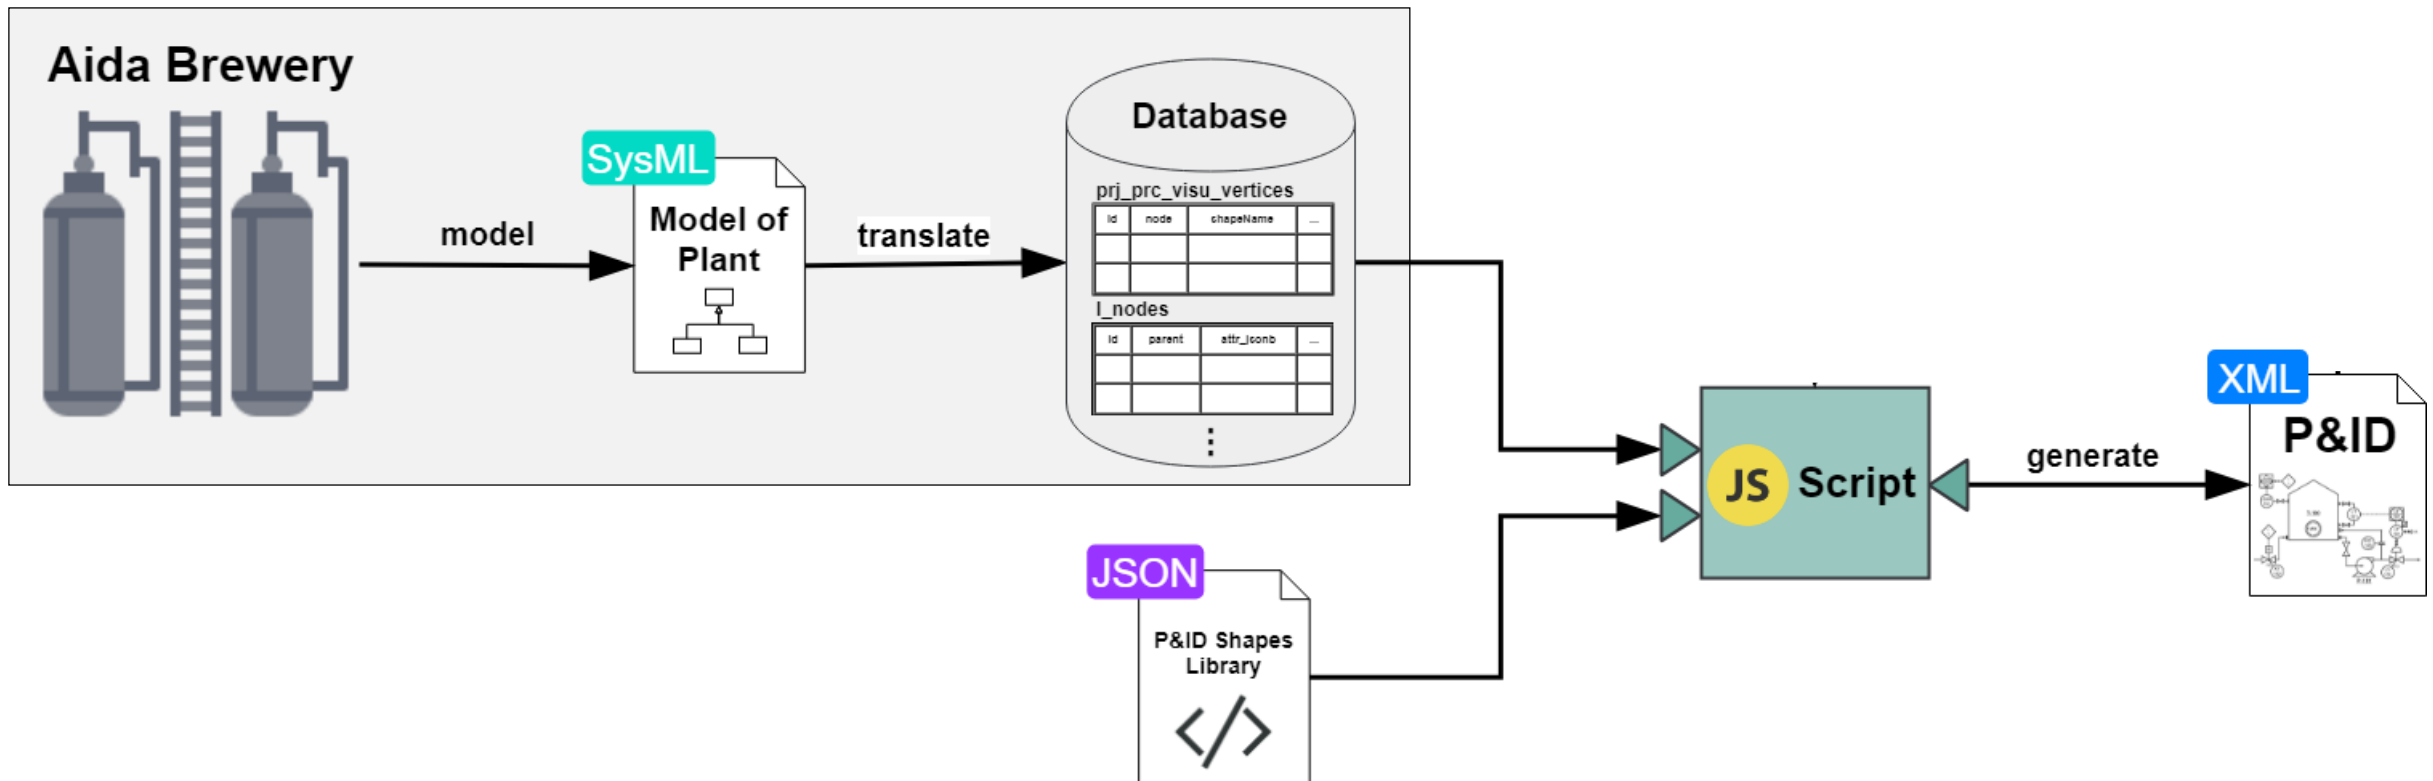 Aida Brewery
model
SysML
Model of
Plant
translate
Database
prj_prc_visu_vertices
id node shapeName ...
l_nodes
id parent attr_jsonb ...
JSON
P&ID Shapes
Library
</>
JS Script
generate
XML
P&ID